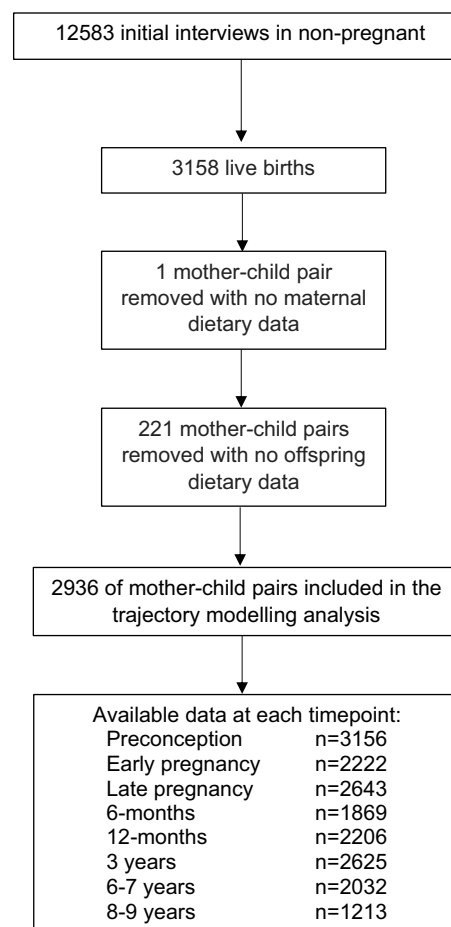 12583 initial interviews in non-pregnant
3158 live births
1 mother-child pair
removed with no maternal
dietary data
221 mother-child pairs
removed with no offspring
dietary data
2936 of mother-child pairs included in the
trajectory modelling analysis
Available data at each timepoint:
Preconception n=3156
Early pregnancy n=2222
Late pregnancy n=2643
6-months n=1869
12-months n=2206
3 years n=2625
6-7 years n=2032
8-9 years n=1213